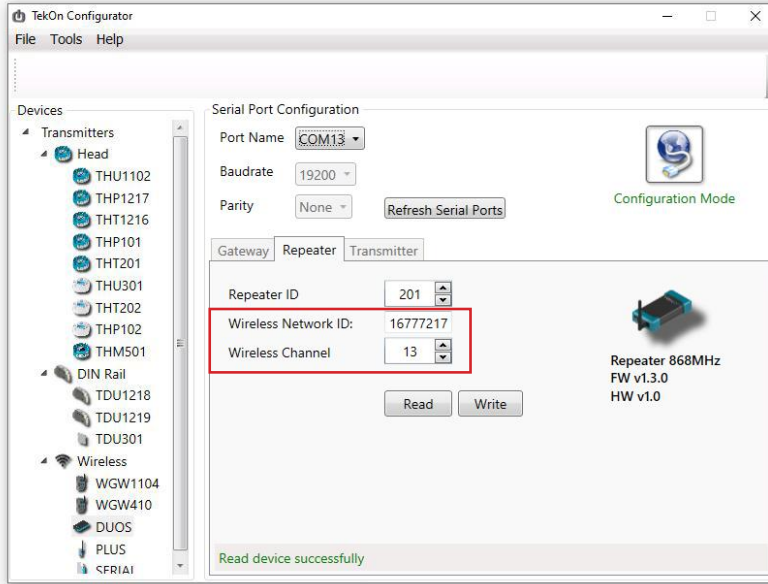 TekOn Configurator
File Tools Help
Devices
Transmitters
Head
THU1102
THP1217
THT1216
THP101
THT201
THU301
THT202
THP102
THM501
DIN Rail
TDU1218
TDU1219
TDU301
Wireless
WGW1104
WGW410
DUOS
PLUS
SERIAL
Serial Port Configuration
Port Name COM13
Baudrate 19200
Parity None Refresh Serial Ports
Configuration Mode
Gateway Repeater Transmitter
Repeater ID 201
Wireless Network ID: 16777217
Wireless Channel 13
Read Write
Repeater 868MHz
FW v1.3.0
HW v1.0
Read device successfully